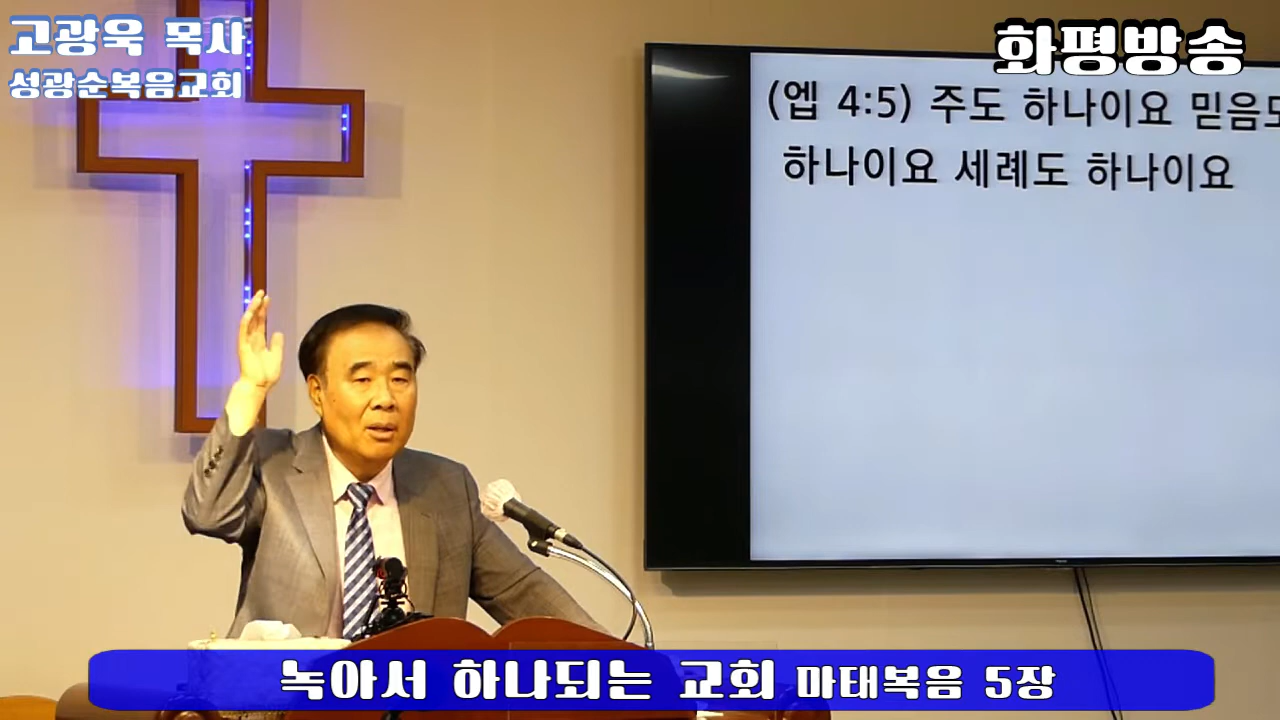 고광욱 목사
성광순복음교회
화평방송
(엡 4:5) 주도 하나이요 믿음도
하나이요 세례도 하나이요
녹아서 하나되는 교회 마태복음 5장